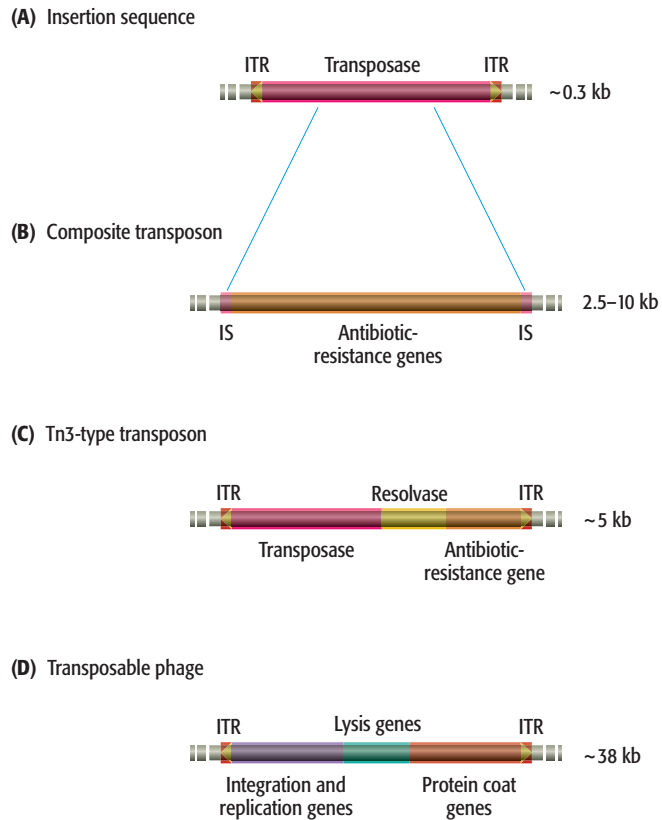 (A) Insertion sequence
ITR Transposase ITR
~0.3 kb
(B) Composite transposon
2.5–10 kb
IS Antibiotic- IS
resistance genes
(C) Tn3-type transposon
ITR Resolvase ITR
~5 kb
Transposase Antibiotic-
resistance gene
(D) Transposable phage
ITR Lysis genes ITR
~38 kb
Integration and Protein coat
replication genes genes